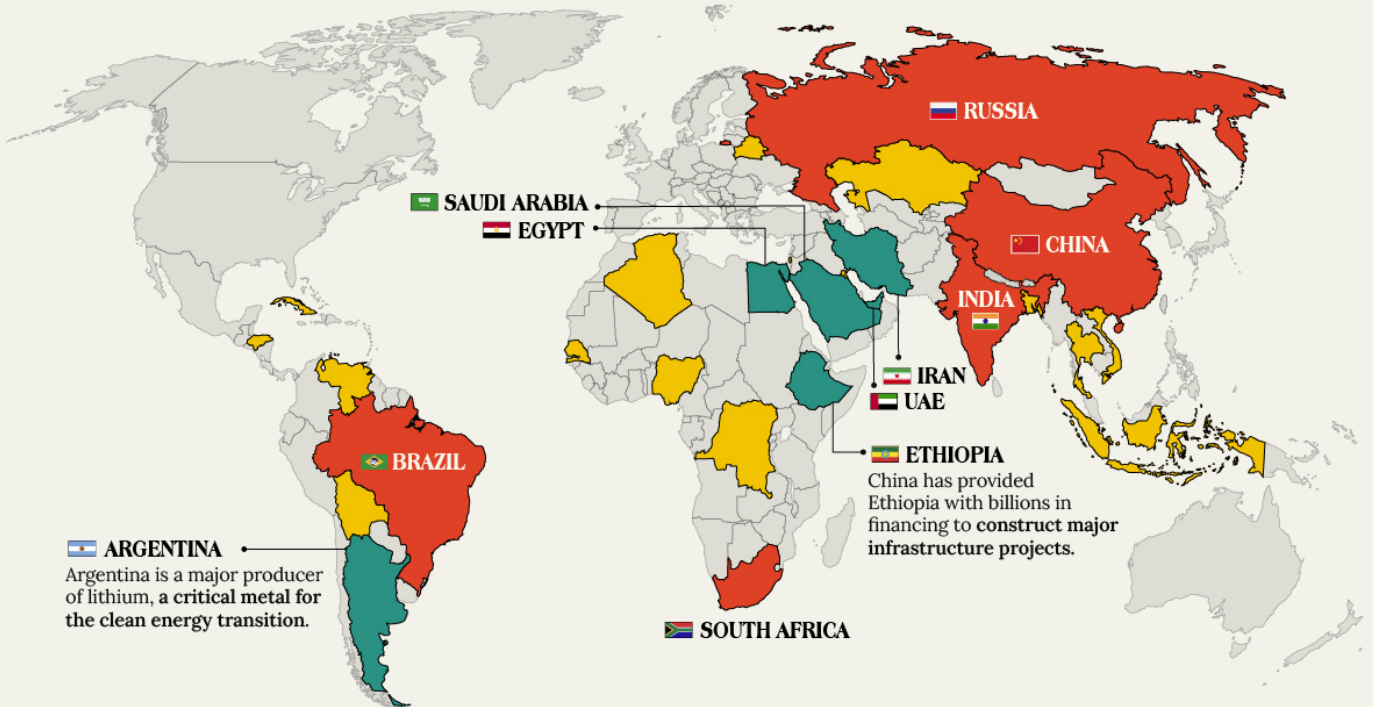 RUSSIA
SAUDI ARABIA
EGYPT
CHINA
INDIA
IRAN
UAE
BRAZIL
ETHIOPIA
China has provided
Ethiopia with billions in
financing to construct major
infrastructure projects.
ARGENTINA
Argentina is a major producer
of lithium, a critical metal for
the clean energy transition.
SOUTH AFRICA